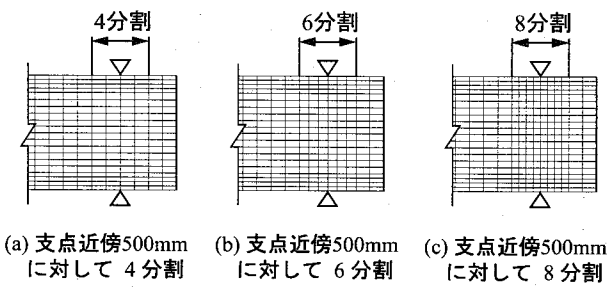 4分割
6分割
8分割
(a) 支点近傍500mm
に対して 4 分割
(b) 支点近傍500mm
に対して 6 分割
(c) 支点近傍500mm
に対して 8 分割